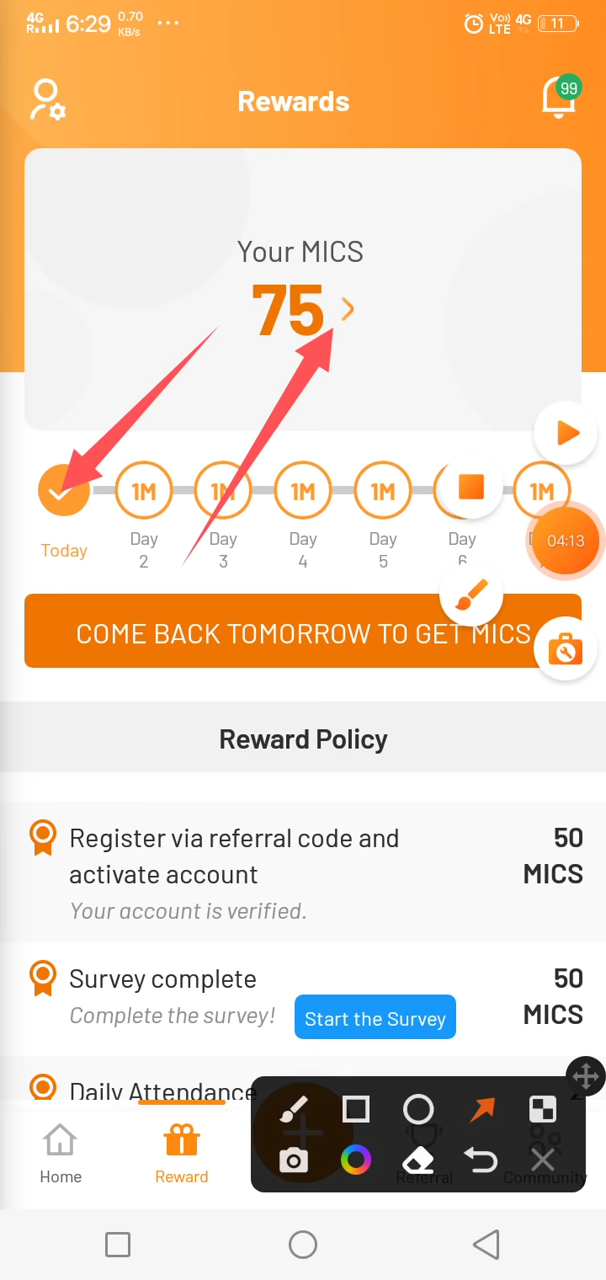 4G R 6:29 0.70 KB/s ... Vo)) LTE 4G 11
Rewards
99
Your MICS
75
1M 1M 1M 1M 1M
Today Day 2 Day 3 Day 4 Day 5 Day 6
04:13
COME BACK TOMORROW TO GET MICS
Reward Policy
Register via referral code and
activate account
50
MICS
Your account is verified.
Survey complete
50
MICS
Complete the survey!
Start the Survey
Daily Attendance
Home
Reward
Referral
Community